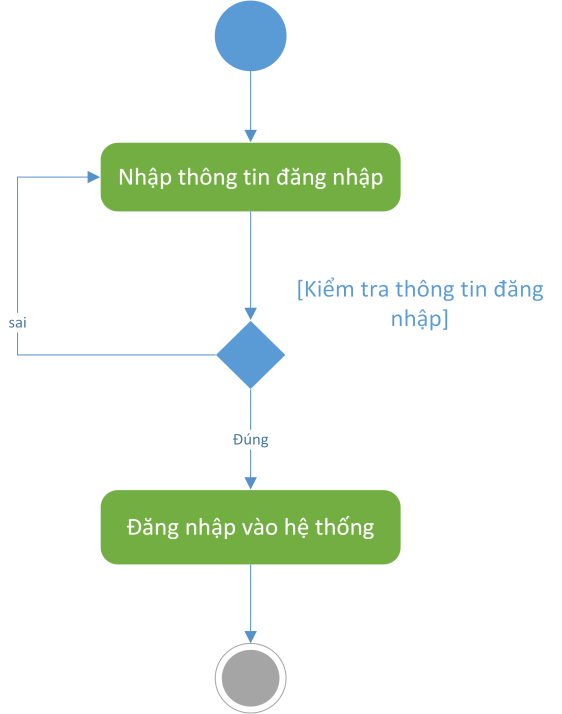 Nhập thông tin đăng nhập
[Kiểm tra thông tin đăng
nhập]
sai
Đúng
Đăng nhập vào hệ thống